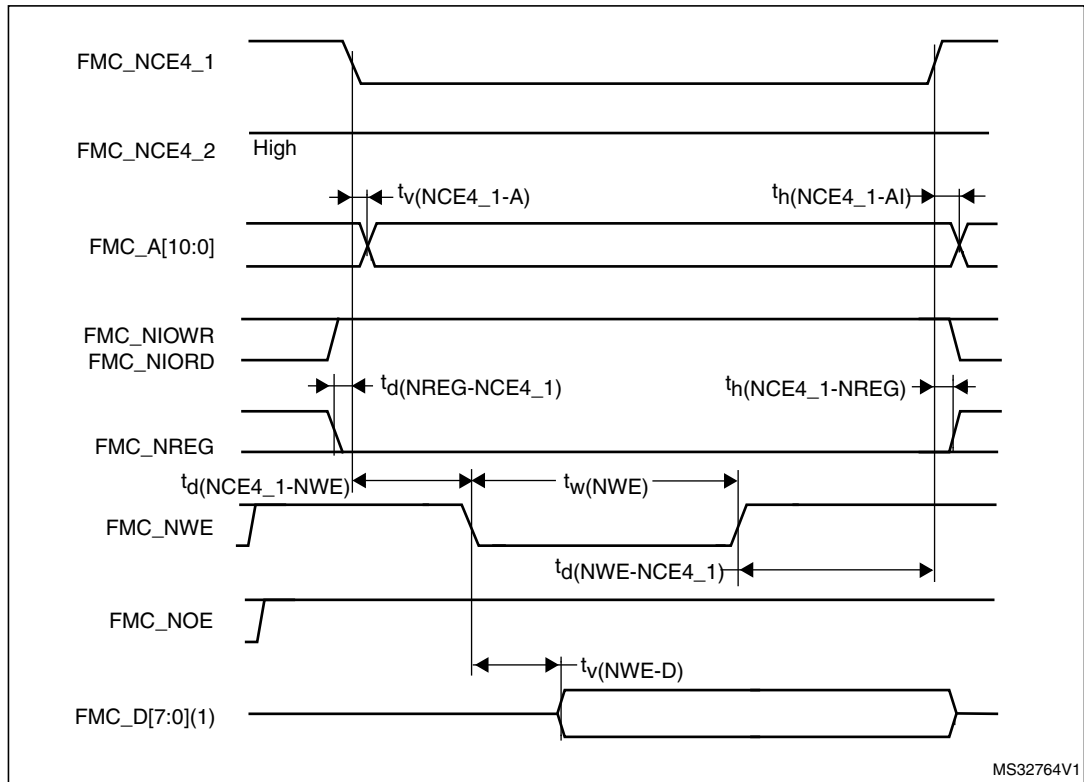 FMC_NCE4_1
FMC_NCE4_2
High
tv(NCE4_1-A)
th(NCE4_1-AI)
FMC_A[10:0]
FMC_NIOWR
FMC_NIORD
td(NREG-NCE4_1)
th(NCE4_1-NREG)
FMC_NREG
td(NCE4_1-NWE)
tw(NWE)
FMC_NWE
td(NWE-NCE4_1)
FMC_NOE
tv(NWE-D)
FMC_D[7:0](1)
MS32764V1